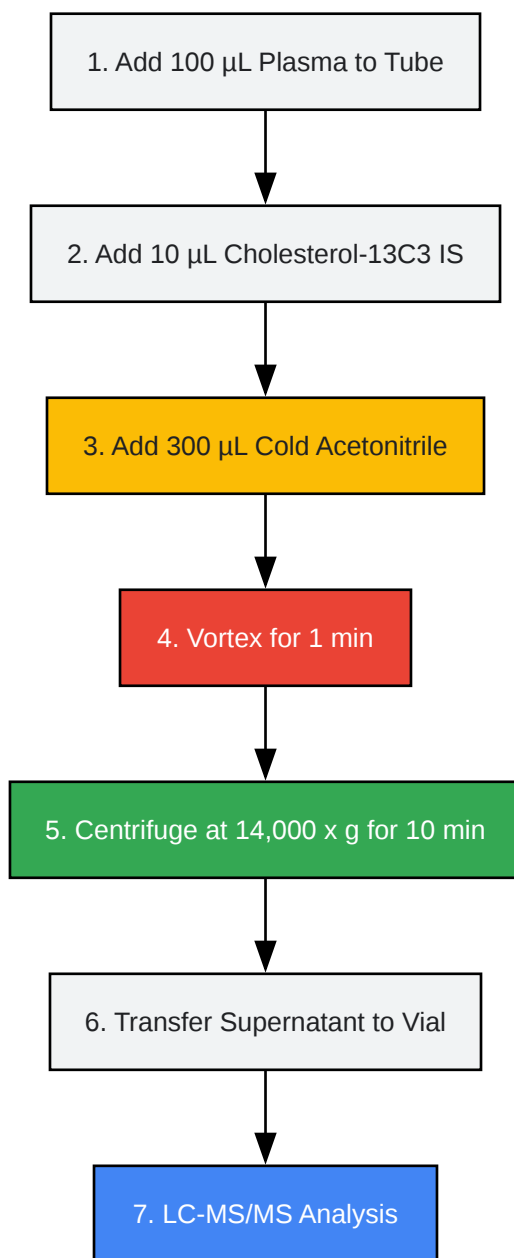 1. Add 100 µL Plasma to Tube
2. Add 10 µL Cholesterol-13C3 IS
3. Add 300 µL Cold Acetonitrile
4. Vortex for 1 min
5. Centrifuge at 14,000 x g for 10 min
6. Transfer Supernatant to Vial
7. LC-MS/MS Analysis